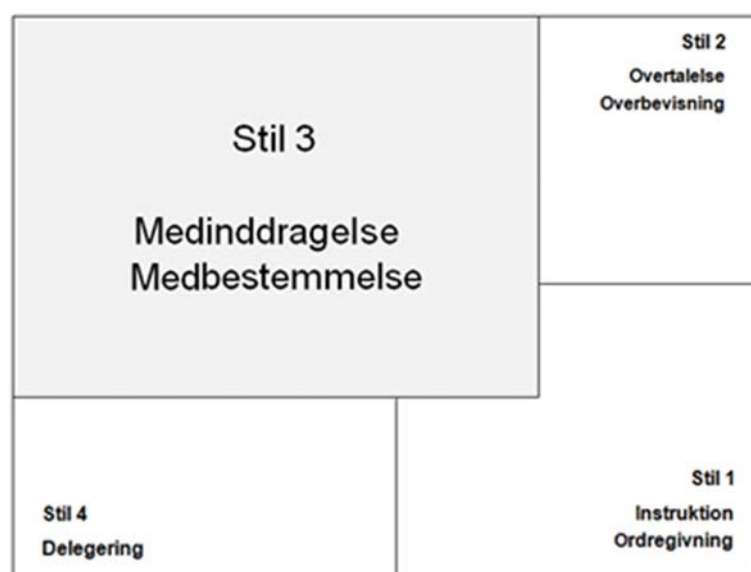 Stil 3
Medinddragelse
Medbestemmelse
Stil 2
Overtalelse
Overbevisning
Stil 4
Delegering
Stil 1
Instruktion
Ordregivning